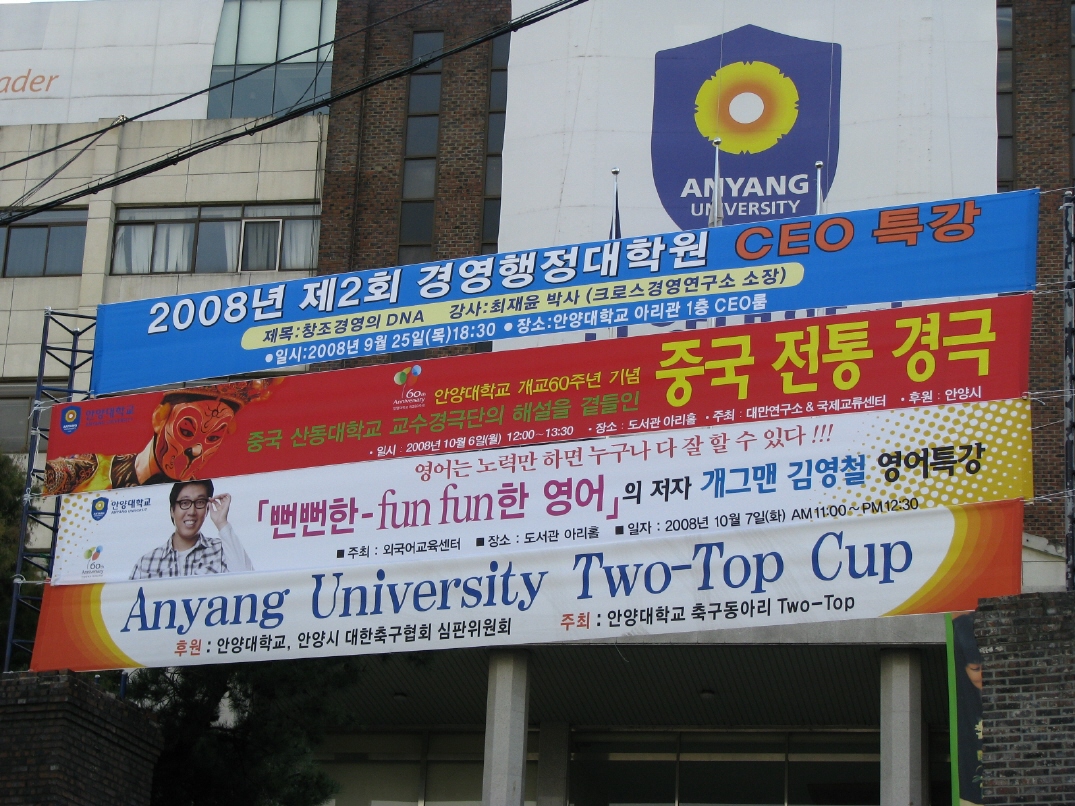 ader
ANYANG
UNIVERSITY
2008년 제2회 경영행정대학원 CEO 특강
제목:창조경영의 DNA 강사:최재윤 박사 (크로스경영연구소 소장)
●일시:2008년 9월 25일(목)18:30 ●장소:안양대학교 아리관 1층 CEO룸
안양대학교
60th
Anniversary
안양대학교 개교60주년 기념
중국 전통 경극
중국 산동대학교 교수경극단의 해설을 곁들인
· 일시 : 2008년 10월 6일(월) 12:00~13:30 · 장소 : 도서관 아리홀 · 주최 : 대만연구소 & 국제교류센터 · 후원 : 안양시
영어는 노력만 하면 누구나 다 잘 할 수 있다 !!!
안양대학교
ANYANG UNIVERSITY
「뻔뻔한-fun fun한 영어」의 저자 개그맨 김영철 영어특강
60th
■ 주최 : 외국어교육센터 ■ 장소 : 도서관 아리홀 ■ 일자 : 2008년 10월 7일(화) AM 11:00~PM 12:30
Anyang University Two-Top Cup
후원 : 안양대학교, 안양시 대한축구협회 심판위원회 주최 : 안양대학교 축구동아리 Two-Top